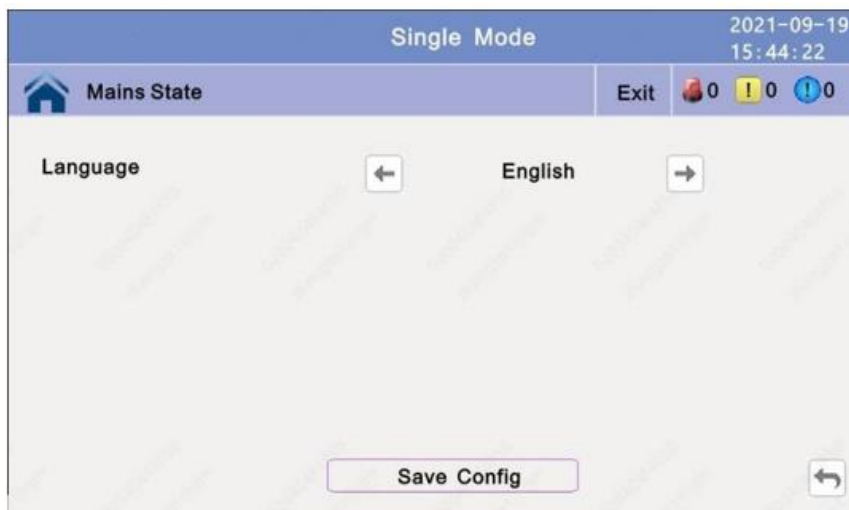 Single Mode
2021-09-19
15:44:22
Mains State
Exit
0
! 0
! 0
Language
English
Save Config